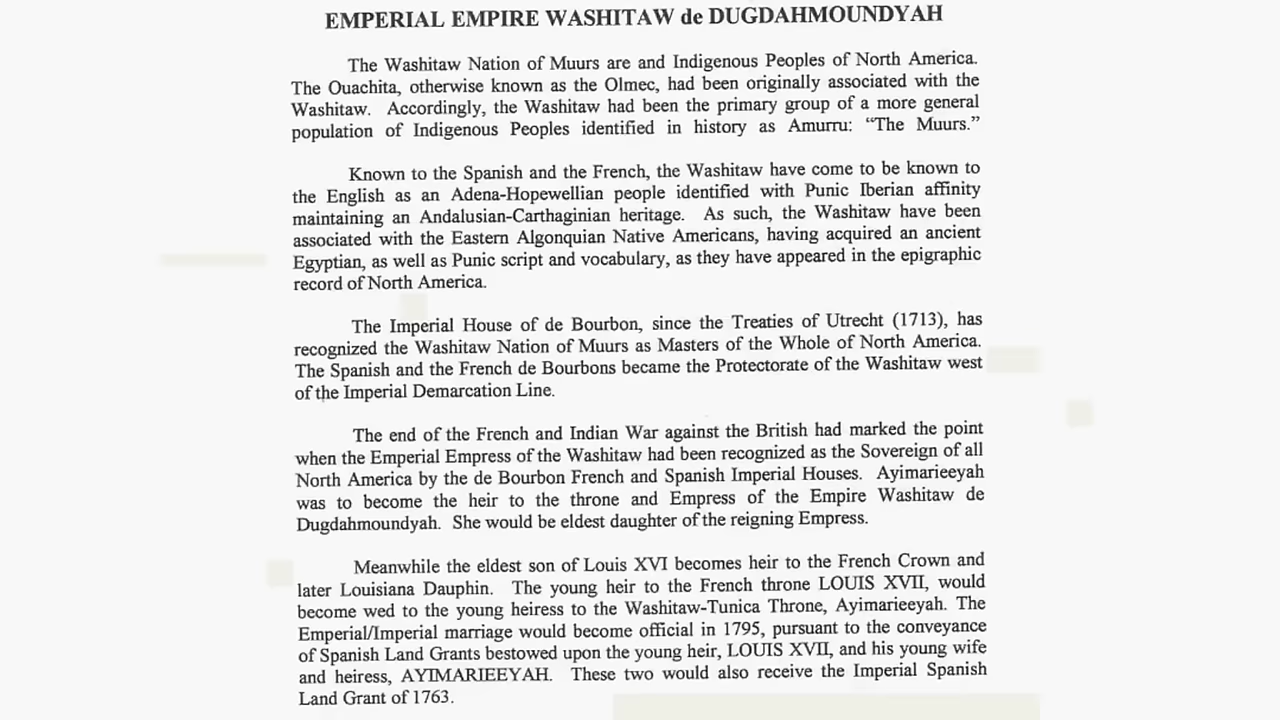 EMPERIAL EMPIRE WASHITAW de DUGDAHMOUNDYAH
The Washitaw Nation of Muurs are and Indigenous Peoples of North America.
The Ouachita, otherwise known as the Olmec, had been originally associated with the
Washitaw. Accordingly, the Washitaw had been the primary group of a more general
population of Indigenous Peoples identified in history as Amurru: “The Muurs.”
Known to the Spanish and the French, the Washitaw have come to be known to
the English as an Adena-Hopewellian people identified with Punic Iberian affinity
maintaining an Andalusian-Carthaginian heritage. As such, the Washitaw have been
associated with the Eastern Algonquian Native Americans, having acquired an ancient
Egyptian, as well as Punic script and vocabulary, as they have appeared in the epigraphic
record of North America.
The Imperial House of de Bourbon, since the Treaties of Utrecht (1713), has
recognized the Washitaw Nation of Muurs as Masters of the Whole of North America.
The Spanish and the French de Bourbons became the Protectorate of the Washitaw west
of the Imperial Demarcation Line.
The end of the French and Indian War against the British had marked the point
when the Emperial Empress of the Washitaw had been recognized as the Sovereign of all
North America by the de Bourbon French and Spanish Imperial Houses. Ayimarieeyah
was to become the heir to the throne and Empress of the Empire Washitaw de
Dugdahmoundyah. She would be eldest daughter of the reigning Empress.
Meanwhile the eldest son of Louis XVI becomes heir to the French Crown and
later Louisiana Dauphin. The young heir to the French throne LOUIS XVII, would
become wed to the young heiress to the Washitaw-Tunica Throne, Ayimarieeyah. The
Emperial/Imperial marriage would become official in 1795, pursuant to the conveyance
of Spanish Land Grants bestowed upon the young heir, LOUIS XVII, and his young wife
and heiress, AYIMARIEEYAH. These two would also receive the Imperial Spanish
Land Grant of 1763.